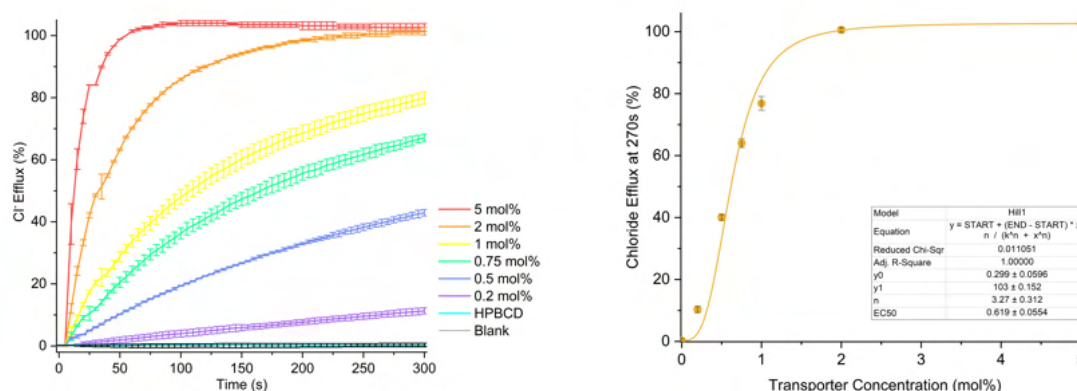 100
80
60
40
20
0
Cl⁻ Efflux (%)
0 50 100 150 200 250 300
Time (s)
5 mol%
2 mol%
1 mol%
0.75 mol%
0.5 mol%
0.2 mol%
HPBCD
Blank
100
80
60
40
20
0
Chloride Efflux at 270s (%)
0 1 2 3 4 5
Transporter Concentration (mol%)
Model Hill1
Equation y = START + (END - START) *
n / (k^n + x^n)
Reduced Chi-Sqr 0.011051
Adj. R-Square 1.00000
y0 0.299 ± 0.0596
y1 103 ± 0.152
n 3.27 ± 0.312
EC50 0.619 ± 0.0554